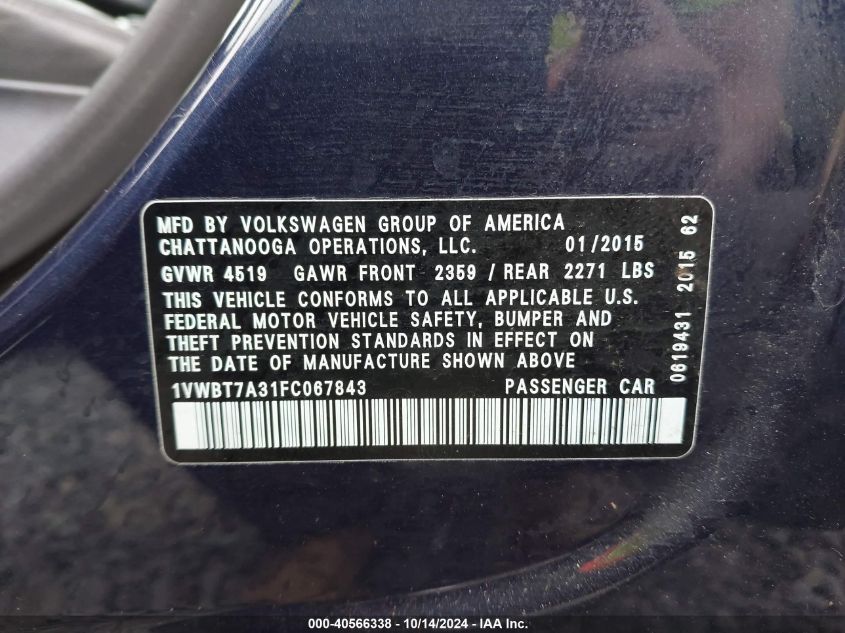 MFD BY VOLKSWAGEN GROUP OF AMERICA
CHATTANOOGA OPERATIONS, LLC. 01/2015
GVWR 4519 GAWR FRONT 2359 / REAR 2271 LBS
THIS VEHICLE CONFORMS TO ALL APPLICABLE U.S.
FEDERAL MOTOR VEHICLE SAFETY, BUMPER AND
THEFT PREVENTION STANDARDS IN EFFECT ON
THE DATE OF MANUFACTURE SHOWN ABOVE
1VWBT7A31FC067843 PASSENGER CAR
0619431 2015 62
000-40566338 - 10/14/2024 - IAA Inc.